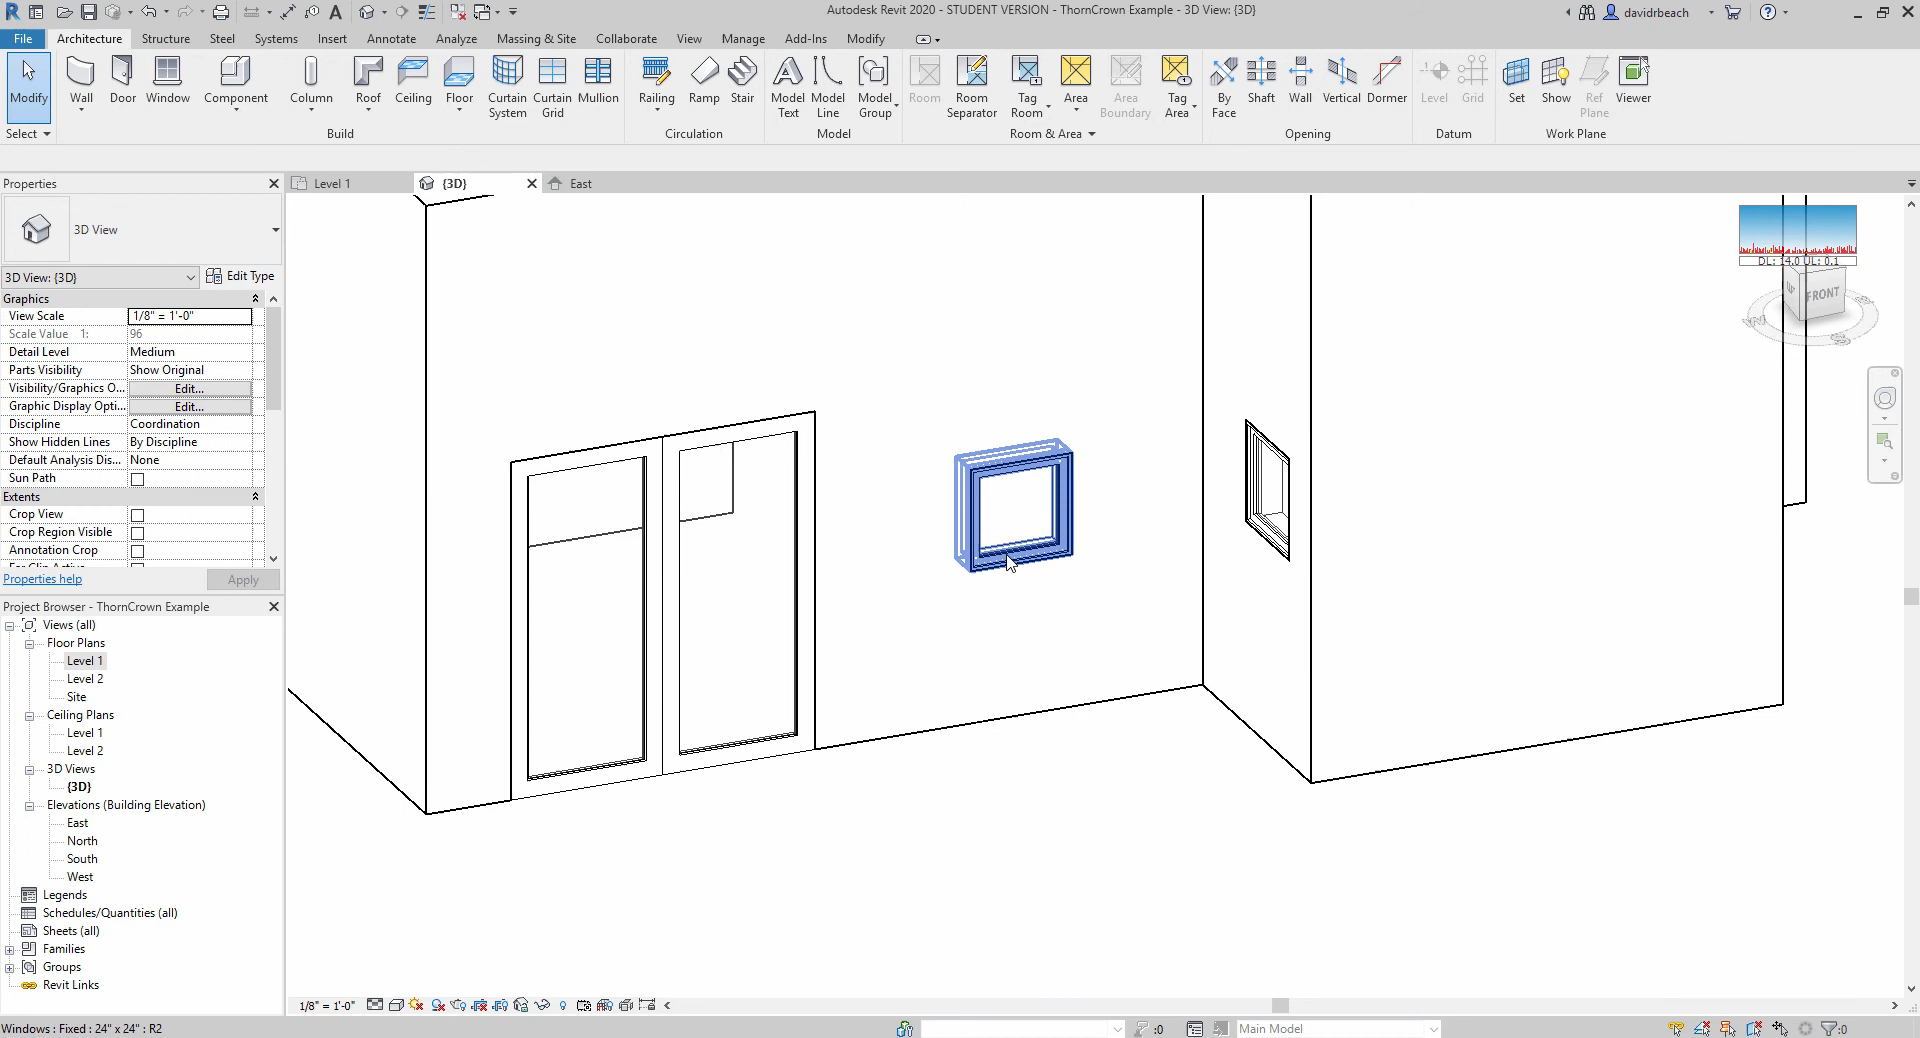 Autodesk Revit 2020 - STUDENT VERSION - ThornCrown Example - 3D View: {3D}
davidrbeach
File Architecture Structure Steel Systems Insert Annotate Analyze Massing & Site Collaborate View Manage Add-Ins Modify
Modify Wall Door Window Component Column Roof Ceiling Floor Curtain System Curtain Grid Mullion Railing Ramp Stair Model Text Model Line Model Group Room Room Separator Tag Room Area Area Boundary Tag Area By Face Shaft Wall Vertical Dormer Level Grid Set Show Ref Plane Viewer
Select Build Circulation Model Room & Area Opening Datum Work Plane
Properties
Level 1 {3D} East
3D View
3D View: {3D} Edit Type
Graphics
View Scale 1/8" = 1'-0"
Scale Value 1: 96
Detail Level Medium
Parts Visibility Show Original
Visibility/Graphics O... Edit...
Graphic Display Opti... Edit...
Discipline Coordination
Show Hidden Lines By Discipline
Default Analysis Dis... None
Sun Path
Extents
Crop View
Crop Region Visible
Annotation Crop
Properties help Apply
Project Browser - ThornCrown Example
Views (all)
Floor Plans
Level 1
Level 2
Site
Ceiling Plans
Level 1
Level 2
3D Views
{3D}
Elevations (Building Elevation)
East
North
South
West
Legends
Schedules/Quantities (all)
Sheets (all)
Families
Groups
Revit Links
DL: 14.0 UL: 0.1
FRONT
1/8" = 1'-0"
Windows : Fixed : 24" x 24" : R2
:0
Main Model
:0